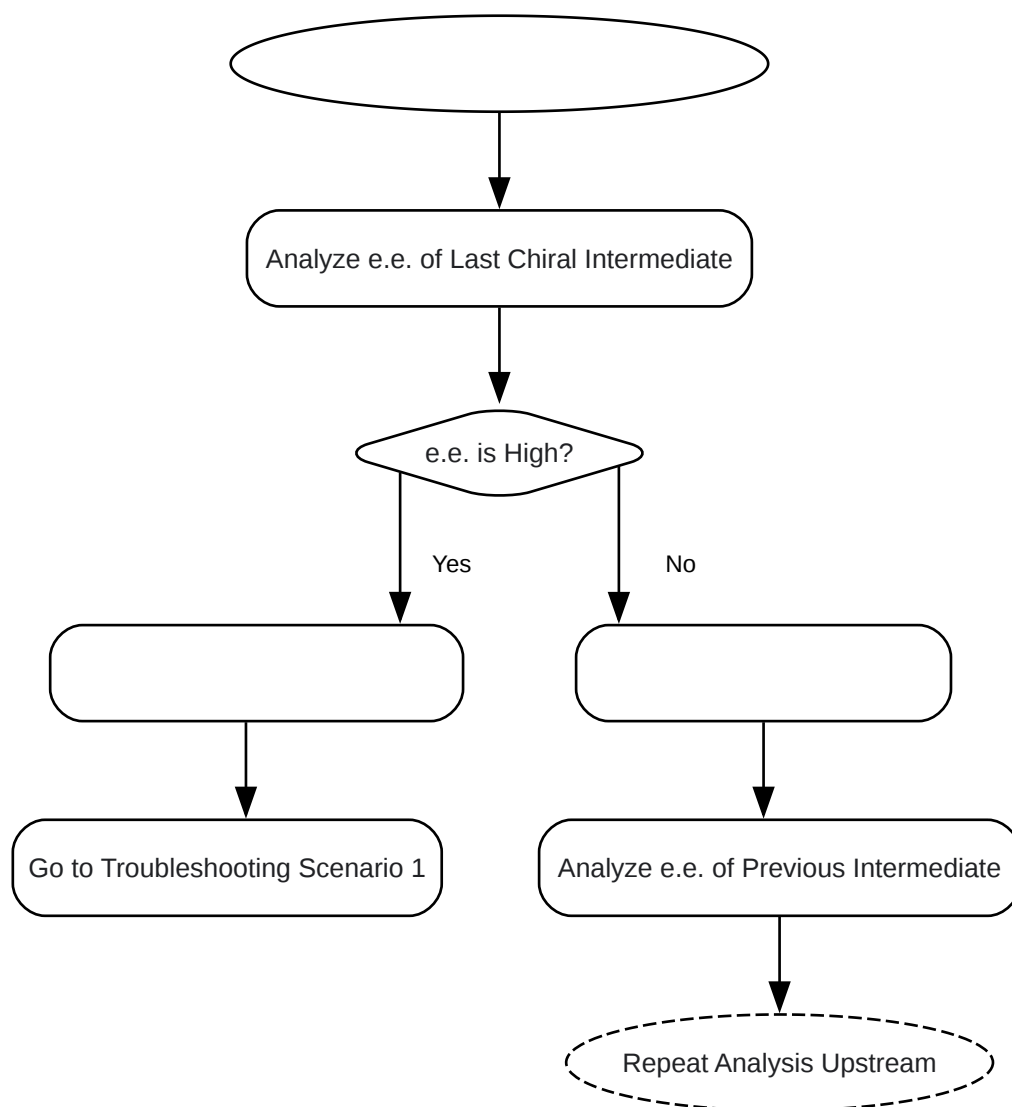 Analyze e.e. of Last Chiral Intermediate
e.e. is High?
Yes
No
Go to Troubleshooting Scenario 1
Analyze e.e. of Previous Intermediate
Repeat Analysis Upstream